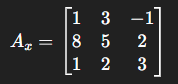 A_x = [1 3 -1
8 5 2
1 2 3]